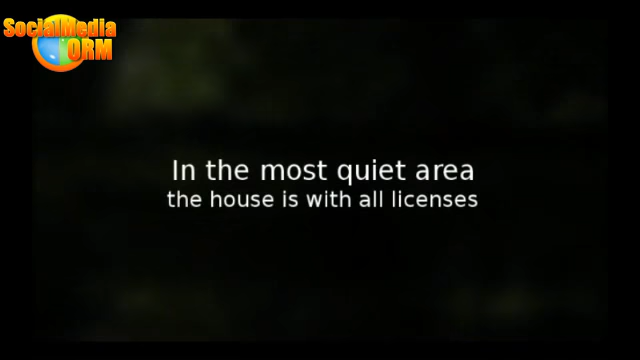 SocialMedia
ORM
In the most quiet area
the house is with all licenses